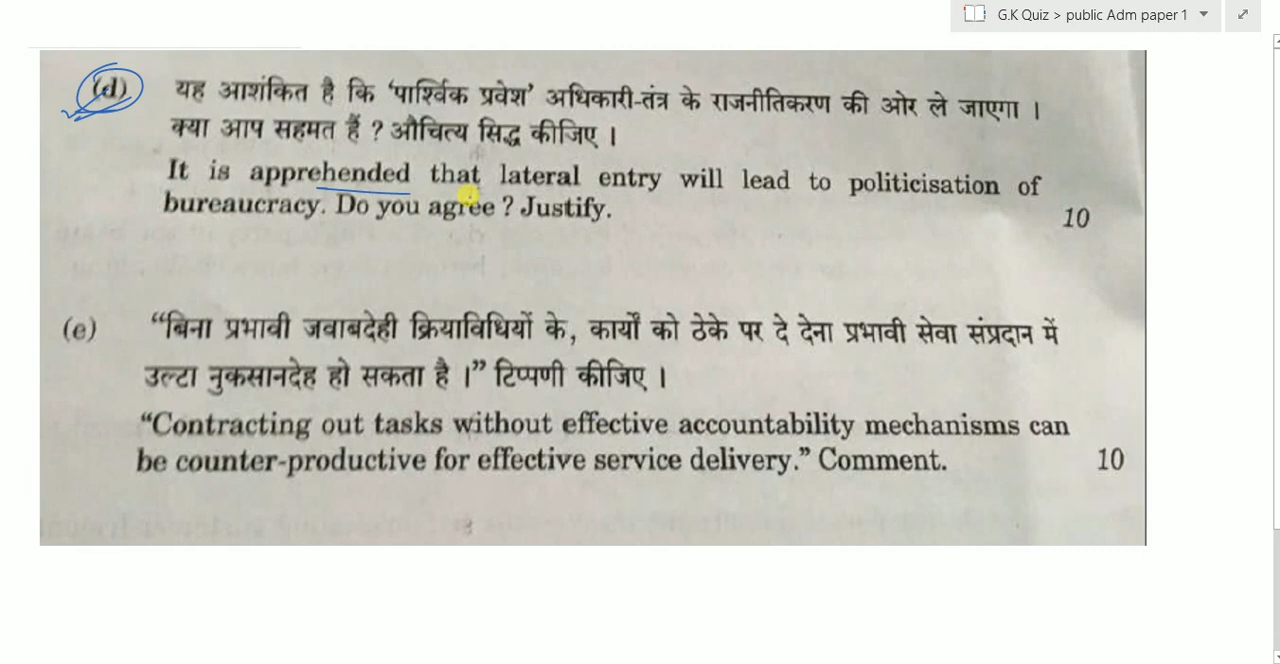 G.K Quiz > public Adm paper 1
(d) यह आशंकित है कि ‘पार्श्विक प्रवेश’ अधिकारी-तंत्र के राजनीतिकरण की ओर ले जाएगा ।
क्या आप सहमत हैं ? औचित्य सिद्ध कीजिए ।
It is apprehended that lateral entry will lead to politicisation of
bureaucracy. Do you agree ? Justify. 10
(e) “बिना प्रभावी जवाबदेही क्रियाविधियों के, कार्यों को ठेके पर दे देना प्रभावी सेवा संप्रदान में
उल्टा नुकसानदेह हो सकता है ।” टिप्पणी कीजिए ।
“Contracting out tasks without effective accountability mechanisms can
be counter-productive for effective service delivery.” Comment. 10